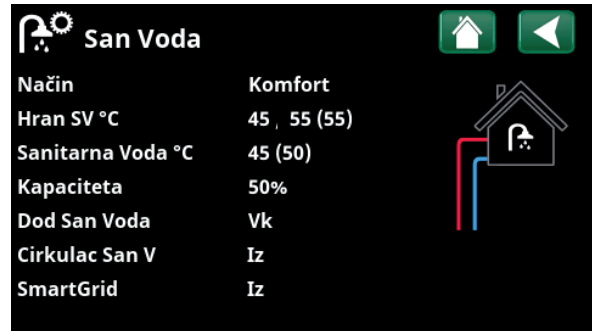 San Voda
Način Komfort
Hran SV °C 45 , 55 (55)
Sanitarna Voda °C 45 (50)
Kapaciteta 50%
Dod San Voda Vk
Cirkulac San V Iz
SmartGrid Iz